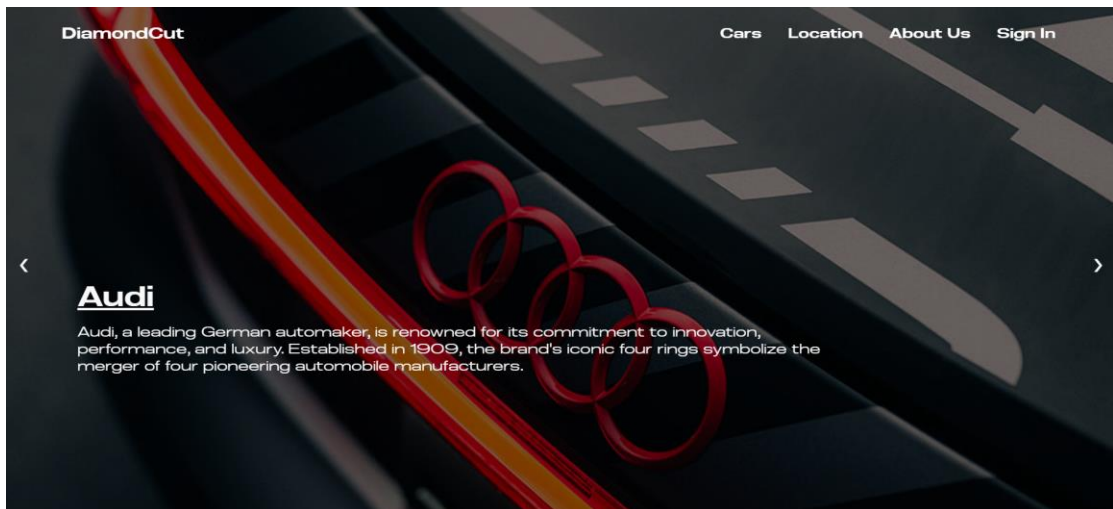 DiamondCut
Cars Location About Us Sign In
Audi
Audi, a leading German automaker, is renowned for its commitment to innovation,
performance, and luxury. Established in 1909, the brand's iconic four rings symbolize the
merger of four pioneering automobile manufacturers.